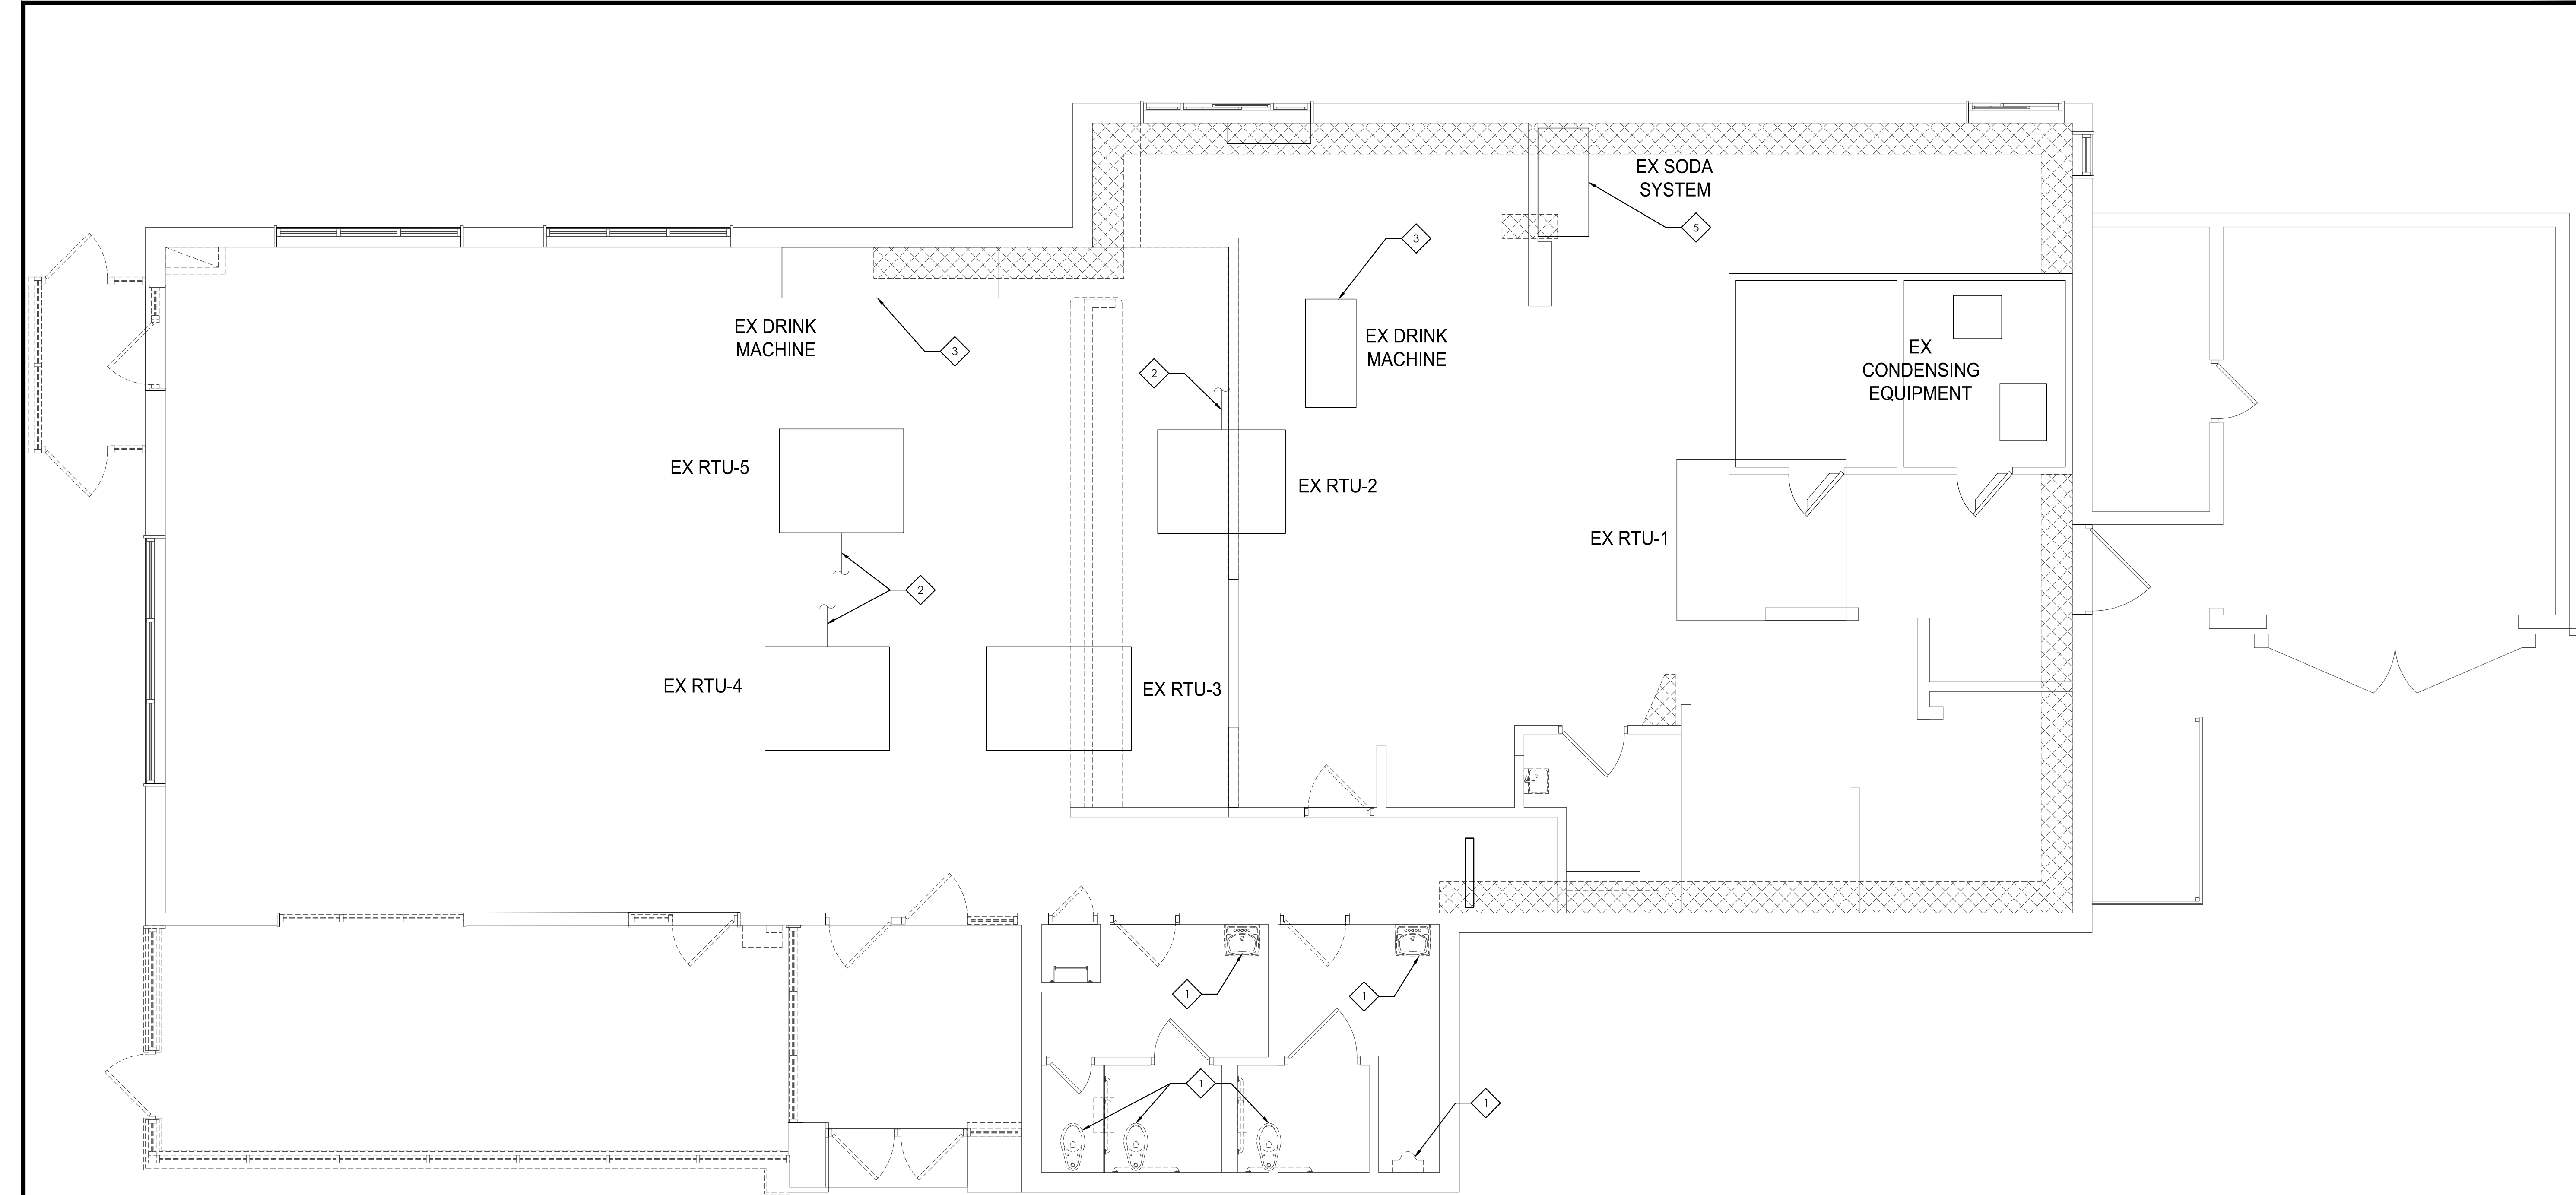 EX SODA
SYSTEM
5
3
3
EX DRINK
MACHINE
EX DRINK
MACHINE
2
EX
CONDENSING
EQUIPMENT
EX RTU-5
EX RTU-2
EX RTU-1
2
EX RTU-4
EX RTU-3
1
1
1
1